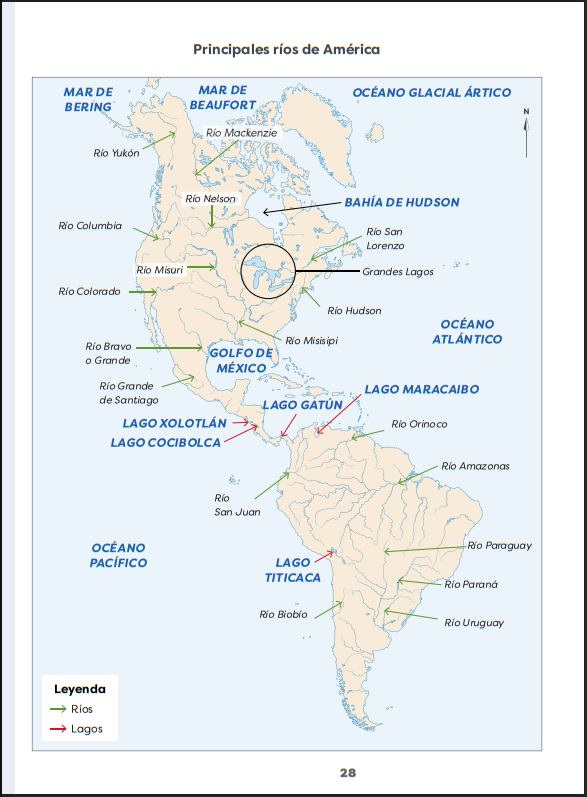 Principales ríos de América
MAR DE
BERING
MAR DE
BEAUFORT
OCÉANO GLACIAL ÁRTICO
N
Río Mackenzie
Río Yukón
Río Nelson
BAHÍA DE HUDSON
Río Columbia
Río San
Lorenzo
Río Misuri
Grandes Lagos
Río Colorado
Río Hudson
OCÉANO
ATLÁNTICO
Río Misisipi
Río Bravo
o Grande
GOLFO DE
MÉXICO
Río Grande
de Santiago
LAGO MARACAIBO
LAGO GATÚN
LAGO XOLOTLÁN
LAGO COCIBOLCA
Río Orinoco
Río Amazonas
Río
San Juan
OCÉANO
PACÍFICO
Río Paraguay
LAGO
TITICACA
Río Paraná
Río Biobío
Río Uruguay
Leyenda
Ríos
Lagos
28